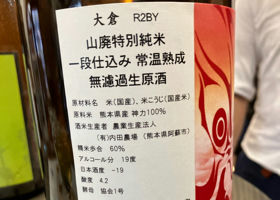 大倉　R2BY
山廃特別純米
一段仕込み 常温熟成
無濾過生原酒
原材料名　米（国産）、米こうじ（国産米）
原料米　熊本県産 神力100%
酒米生産者　農業生産法人
（有）内田農場　（熊本県阿蘇市）
精米歩合　60%
アルコール分　19度
日本酒度　-19
酸度　4.2
酵母　協会1号